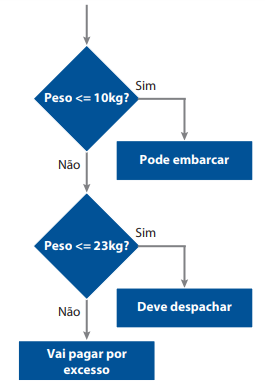 Peso <= 10kg?
Sim
Pode embarcar
Não
Peso <= 23kg?
Sim
Deve despachar
Não
Vai pagar por
excesso